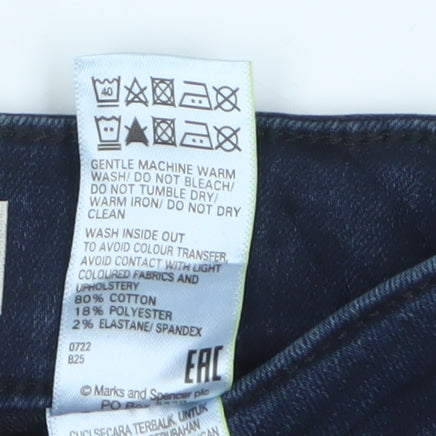 40
GENTLE MACHINE WARM
WASH/ DO NOT BLEACH/
DO NOT TUMBLE DRY/
WARM IRON/ DO NOT DRY
CLEAN
WASH INSIDE OUT
TO AVOID COLOUR TRANSFER,
AVOID CONTACT WITH LIGHT
COLOURED FABRICS AND
UPHOLSTERY
80% COTTON
18% POLYESTER
2% ELASTANE/ SPANDEX
0722
B25
EAC
© Marks and Spencer plc
PO Box
CUCI SECARA TERBALIK UNTUK